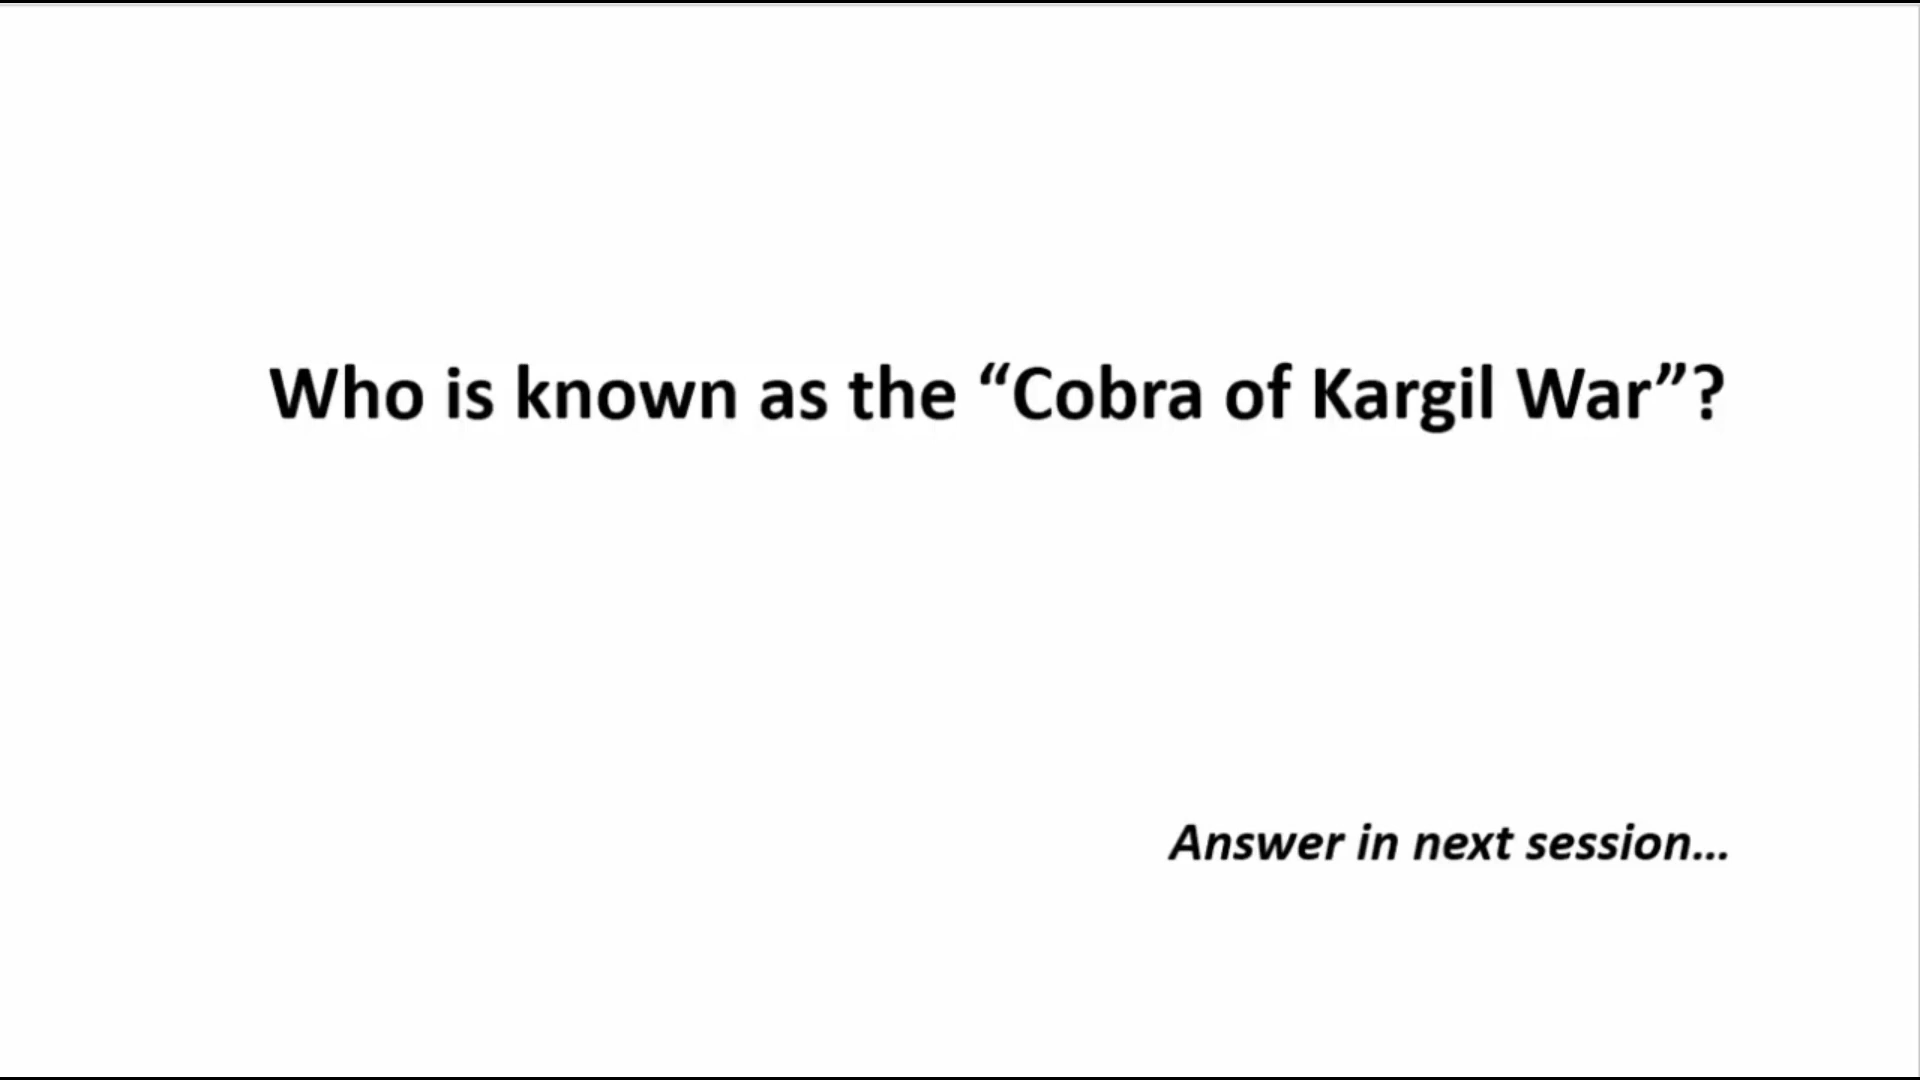 Who is known as the “Cobra of Kargil War”?
Answer in next session...